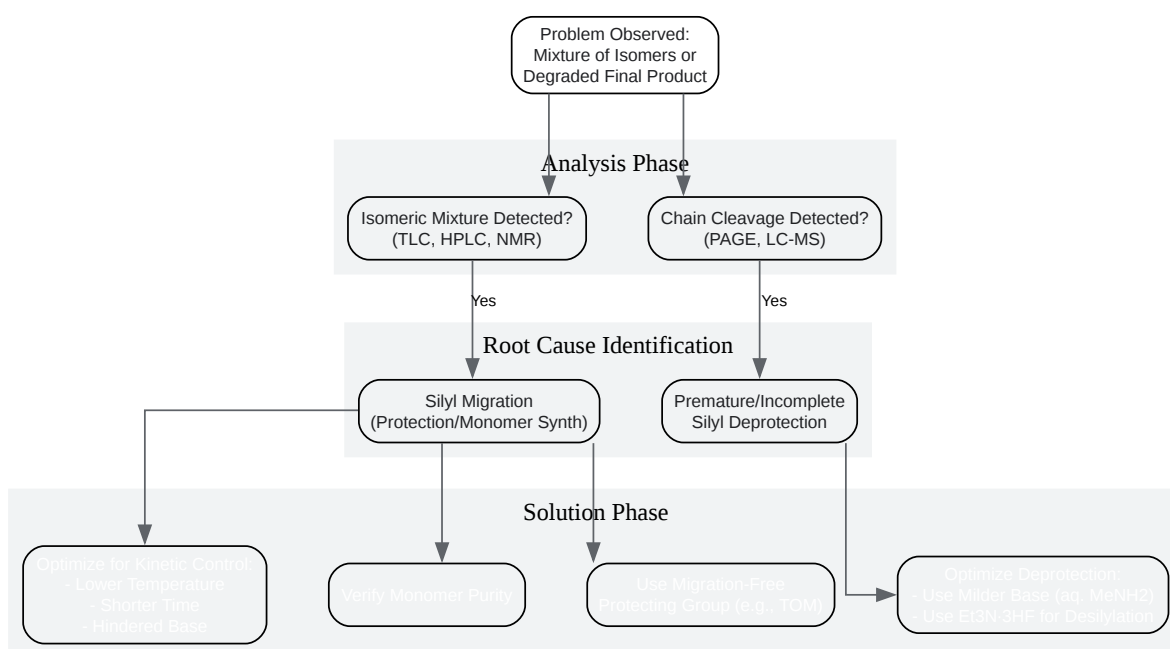 Problem Observed:
Mixture of Isomers or
Degraded Final Product
Analysis Phase
Isomeric Mixture Detected?
(TLC, HPLC, NMR)
Chain Cleavage Detected?
(PAGE, LC-MS)
Yes
Yes
Root Cause Identification
Silyl Migration
(Protection/Monomer Synth)
Premature/Incomplete
Silyl Deprotection
Solution Phase
Optimize for Kinetic Control:
- Lower Temperature
- Shorter Time
- Hindered Base
Verify Monomer Purity
Use Migration-Free
Protecting Group (e.g., TOM)
Optimize Deprotection:
- Use Milder Base (aq. MeNH2)
- Use Et3N·3HF for Desilylation